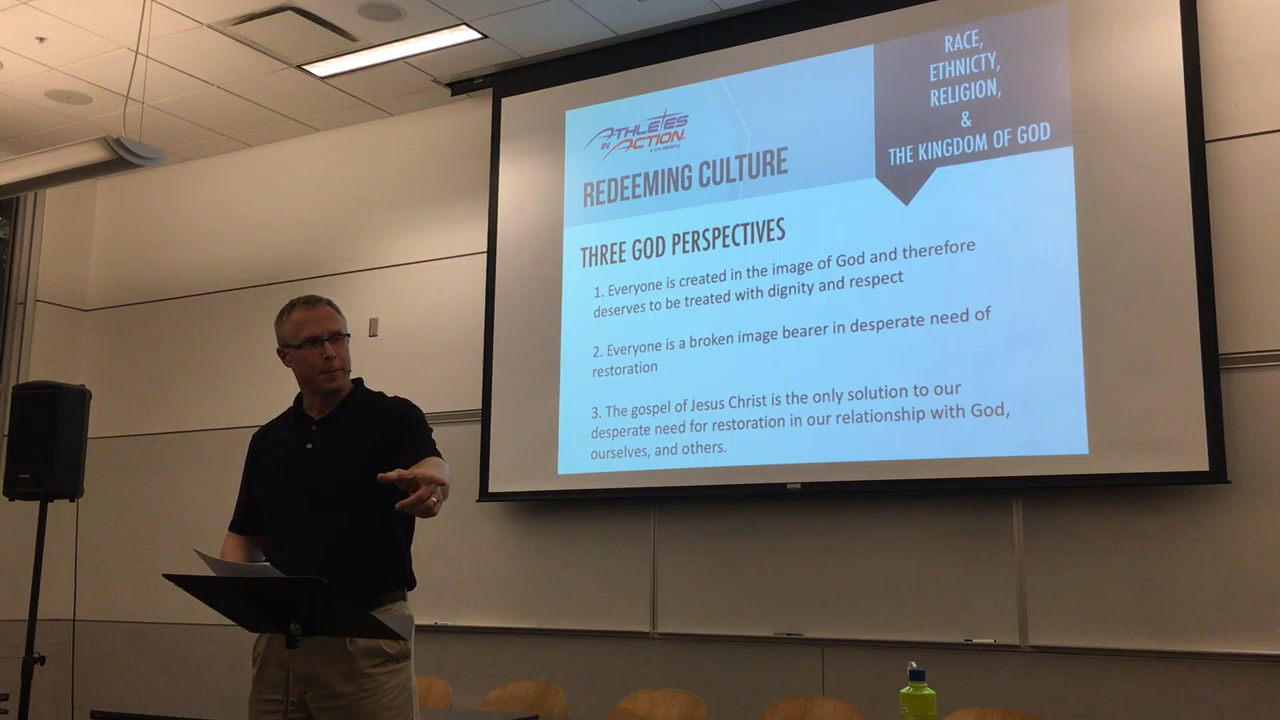 ATHLETES
IN ACTION
A Cru Ministry
REDEEMING CULTURE
RACE,
ETHNICTY,
RELIGION,
&
THE KINGDOM OF GOD
THREE GOD PERSPECTIVES
1. Everyone is created in the image of God and therefore
deserves to be treated with dignity and respect
2. Everyone is a broken image bearer in desperate need of
restoration
3. The gospel of Jesus Christ is the only solution to our
desperate need for restoration in our relationship with God,
ourselves, and others.